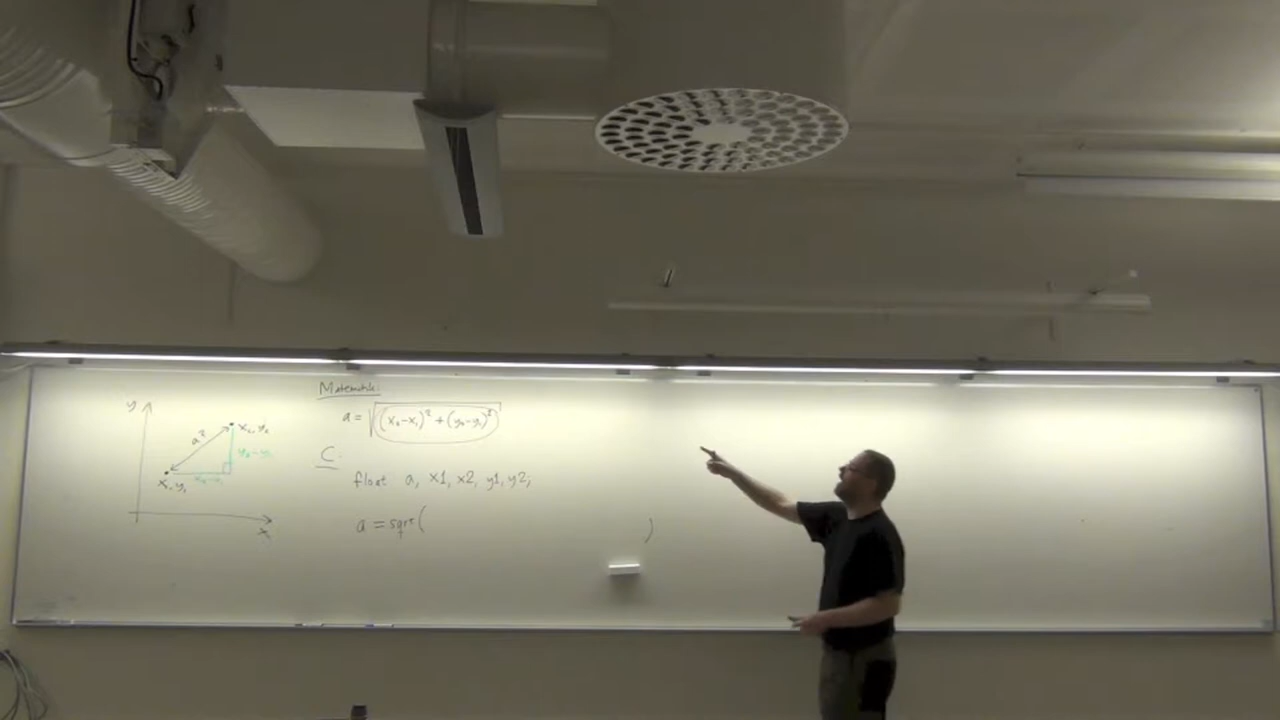 Matematik:
a = √((x₂-x₁)² + (y₂-y₁)²)
C:
float a, x1, x2, y1, y2;
a = sqrt( )
y
a²
x₂, y₂
y₂-y₁
x₁, y₁
x₂-x₁
x